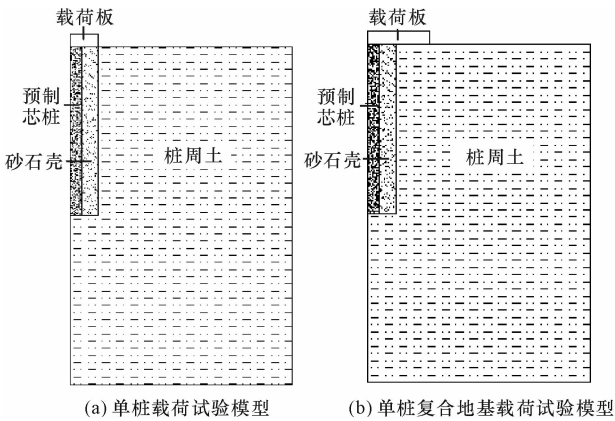 载荷板
预制
芯桩
砂石壳
桩周土
(a) 单桩载荷试验模型
载荷板
预制
芯桩
砂石壳
桩周土
(b) 单桩复合地基载荷试验模型